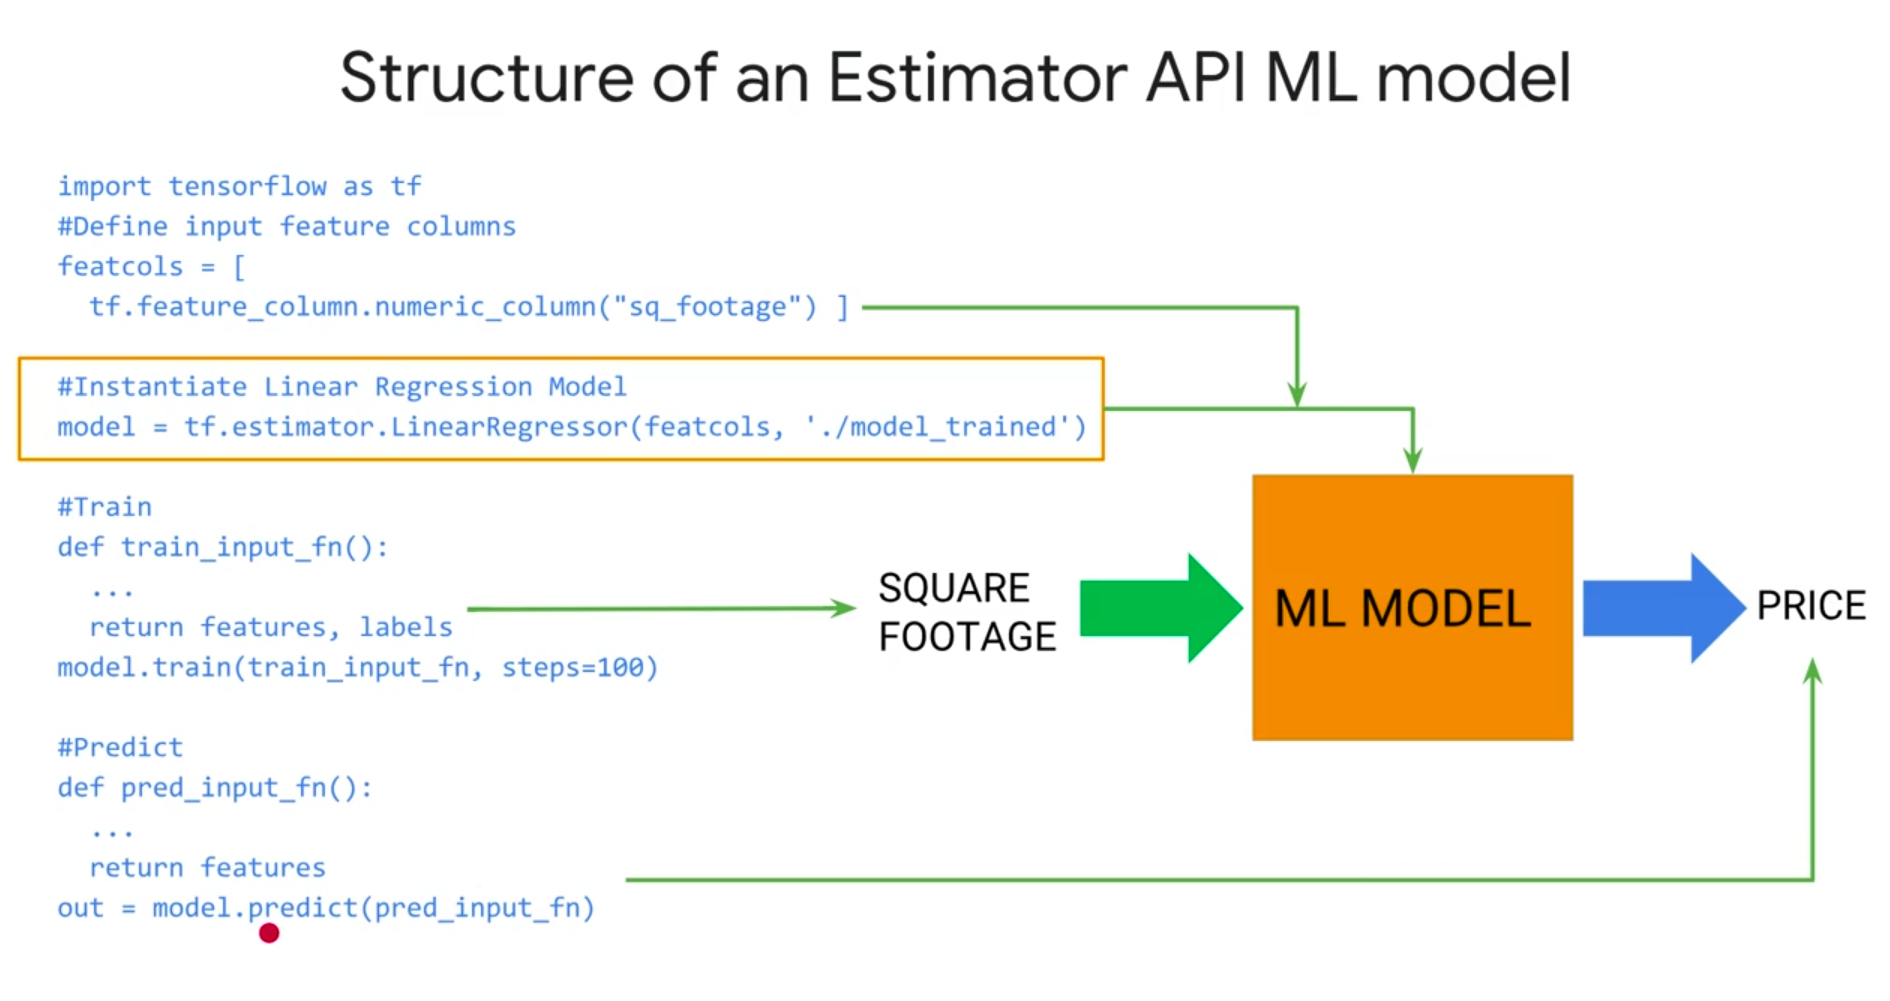 Structure of an Estimator API ML model
import tensorflow as tf
#Define input feature columns
featcols = [
  tf.feature_column.numeric_column("sq_footage") ]
#Instantiate Linear Regression Model
model = tf.estimator.LinearRegressor(featcols, './model_trained')
#Train
def train_input_fn():
  ...
  return features, labels
model.train(train_input_fn, steps=100)
#Predict
def pred_input_fn():
  ...
  return features
out = model.predict(pred_input_fn)
SQUARE
FOOTAGE
ML MODEL
PRICE